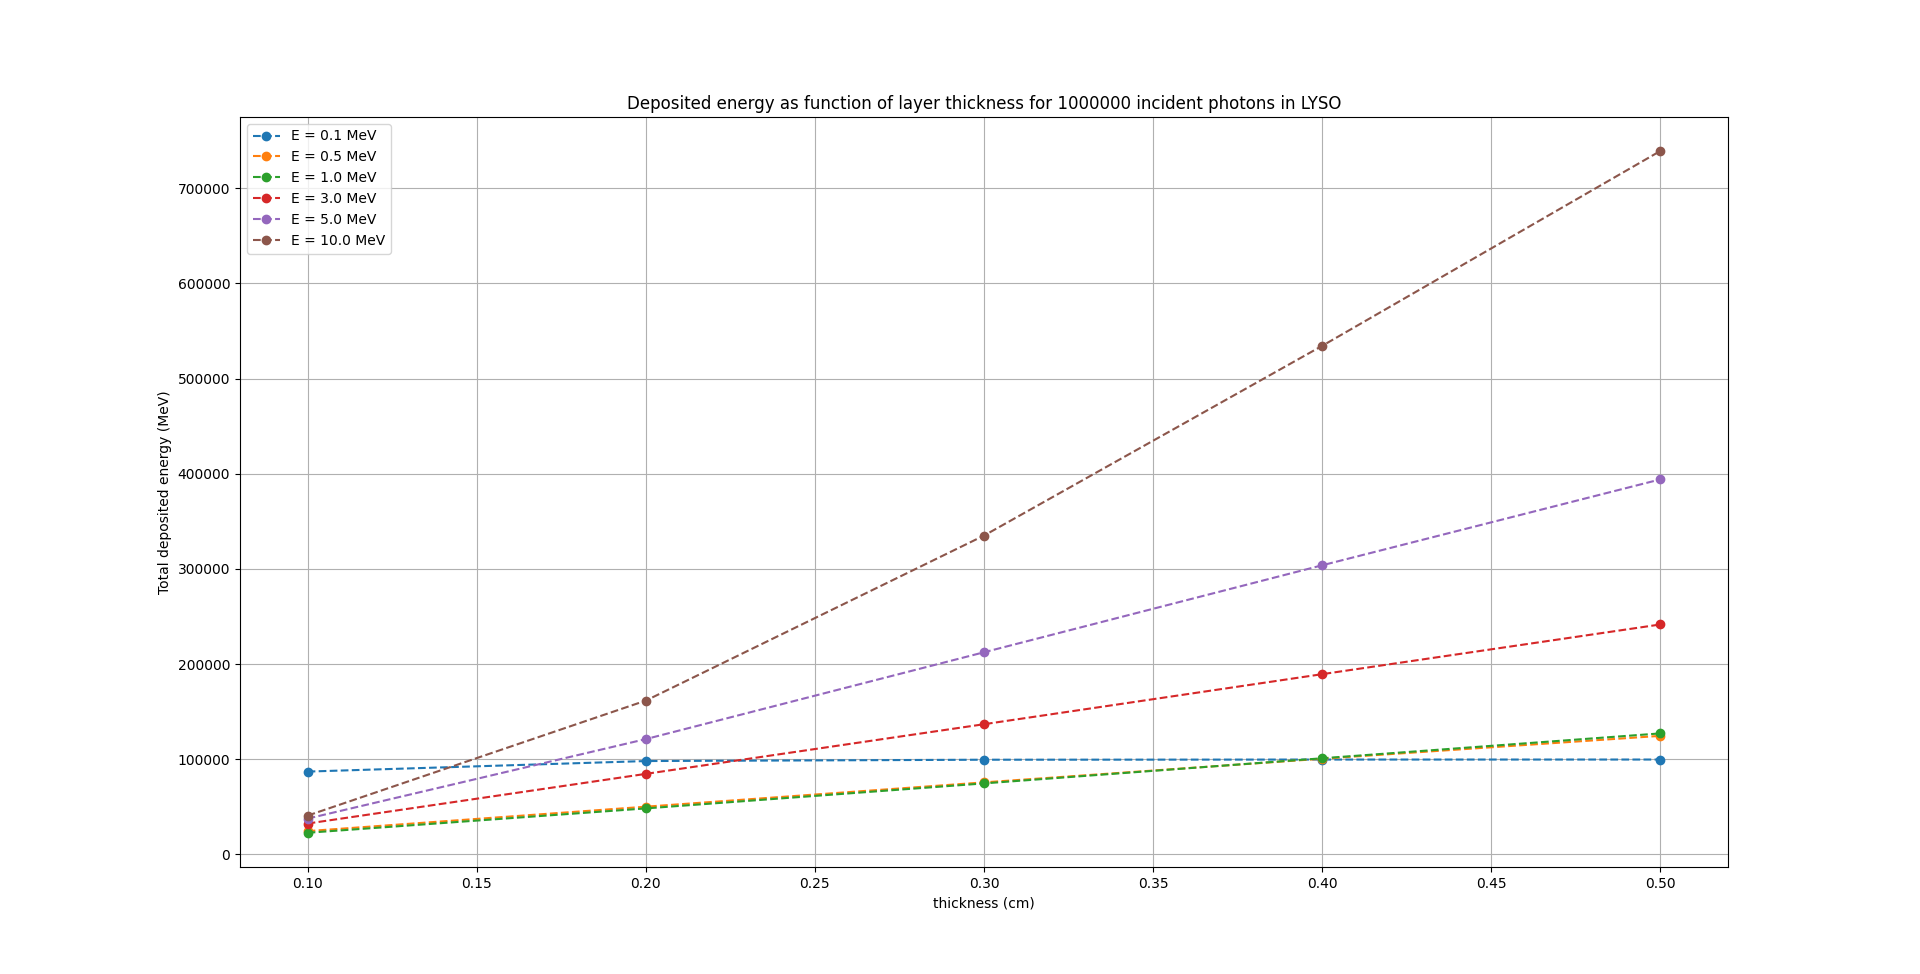 Deposited energy as function of layer thickness for 1000000 incident photons in LYSO
E = 0.1 MeV
E = 0.5 MeV
E = 1.0 MeV
E = 3.0 MeV
E = 5.0 MeV
E = 10.0 MeV
Total deposited energy (MeV)
700000
600000
500000
400000
300000
200000
100000
0
0.10 0.15 0.20 0.25 0.30 0.35 0.40 0.45 0.50
thickness (cm)